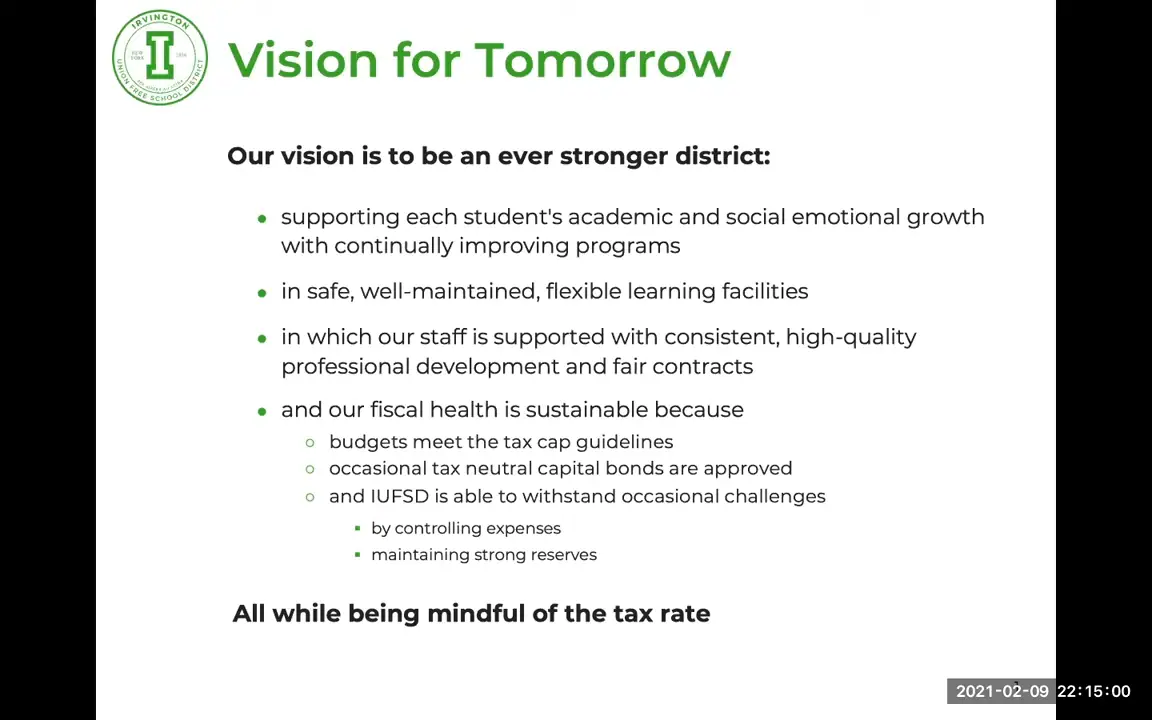 IRVINGTON
UNION FREE SCHOOL DISTRICT
I
Vision for Tomorrow
Our vision is to be an ever stronger district:
● supporting each student's academic and social emotional growth
with continually improving programs
● in safe, well-maintained, flexible learning facilities
● in which our staff is supported with consistent, high-quality
professional development and fair contracts
● and our fiscal health is sustainable because
○ budgets meet the tax cap guidelines
○ occasional tax neutral capital bonds are approved
○ and IUFSD is able to withstand occasional challenges
▪ by controlling expenses
▪ maintaining strong reserves
All while being mindful of the tax rate
2021-02-09 22:15:00